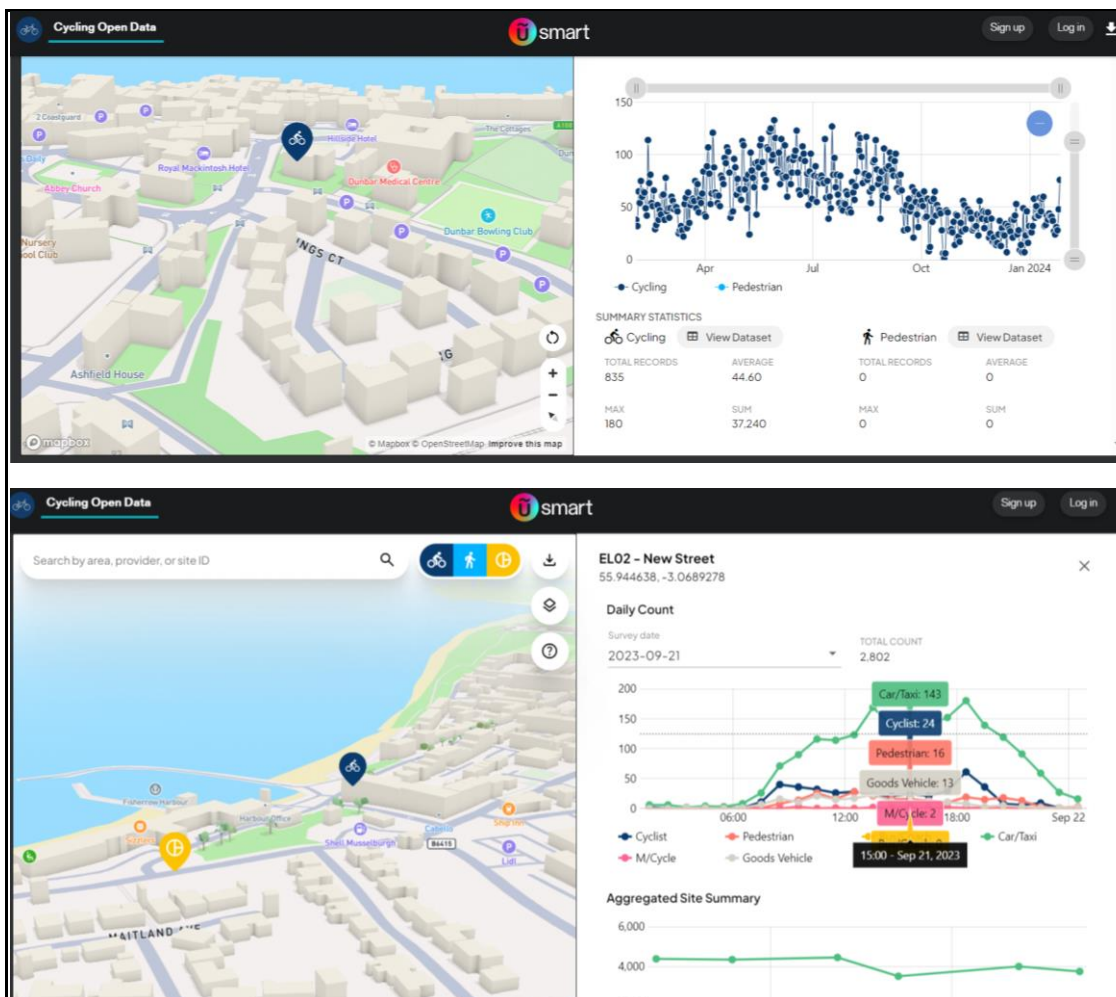 Cycling Open Data
smart
Sign up
Log in
2 Coastguard
P
P
Hillside Hotel
The Cottages
P
Royal Mackintosh Hotel
Dunbar Medical Centre
Abbey Church
P
Dunbar Bowling Club
P
NGS CT
P
P
Ashfield House
mapbox
© Mapbox © OpenStreetMap Improve this map
150
100
50
0
Apr
Jul
Oct
Jan 2024
Cycling
Pedestrian
SUMMARY STATISTICS
Cycling
View Dataset
Pedestrian
View Dataset
TOTAL RECORDS
AVERAGE
TOTAL RECORDS
AVERAGE
835
44.60
0
0
MAX
SUM
MAX
SUM
180
37,240
0
0
Cycling Open Data
smart
Sign up
Log in
Search by area, provider, or site ID
Fisherrow Harbour
Harbour Office
Shell Musselburgh
B6415
P
Lidl
MAITLAND AVE
EL02 - New Street
55.944638, -3.0689278
Daily Count
Survey date
TOTAL COUNT
2023-09-21
2,802
200
150
100
50
0
Car/Taxi: 143
Cyclist: 24
Pedestrian: 16
Goods Vehicle: 13
M/Cycle: 2
06:00
12:00
18:00
Sep 22
Cyclist
Pedestrian
Car/Taxi
M/Cycle
Goods Vehicle
15:00 - Sep 21, 2023
Aggregated Site Summary
6,000
4,000